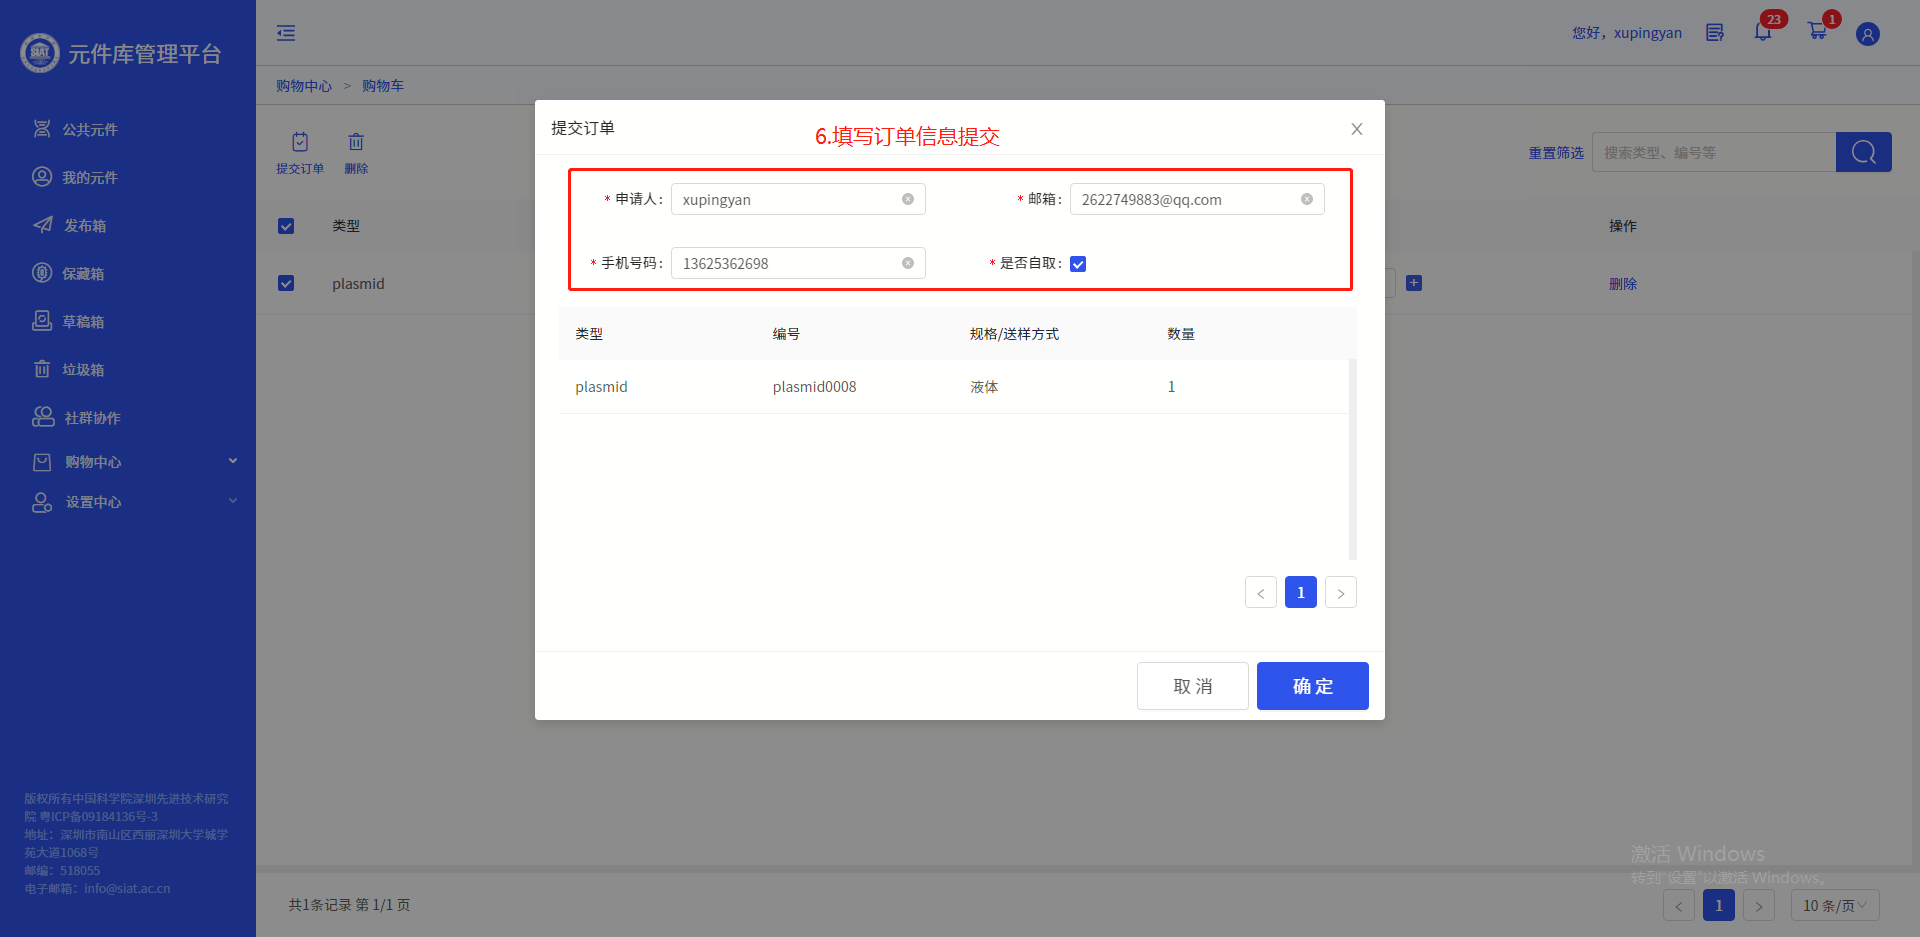 元件库管理平台
公共元件
我的元件
发布箱
保藏箱
草稿箱
垃圾箱
社群协作
购物中心
设置中心
版权所有中国科学院深圳先进技术研究
院 粤ICP备09184136号-3
地址：深圳市南山区西丽深圳大学城学
苑大道1068号
邮编：518055
电子邮箱：info@siat.ac.cn
您好，xupingyan
23
1
购物中心 > 购物车
提交订单
删除
重置筛选
搜索类型、编号等
类型
操作
plasmid
删除
提交订单
6.填写订单信息提交
* 申请人: xupingyan
* 邮箱: 2622749883@qq.com
* 手机号码: 13625362698
* 是否自取:
类型 编号 规格/送样方式 数量
plasmid plasmid0008 液体 1
< 1 >
取 消
确 定
激活 Windows
转到"设置"以激活 Windows。
共1条记录 第 1/1 页
< 1 >
10 条/页